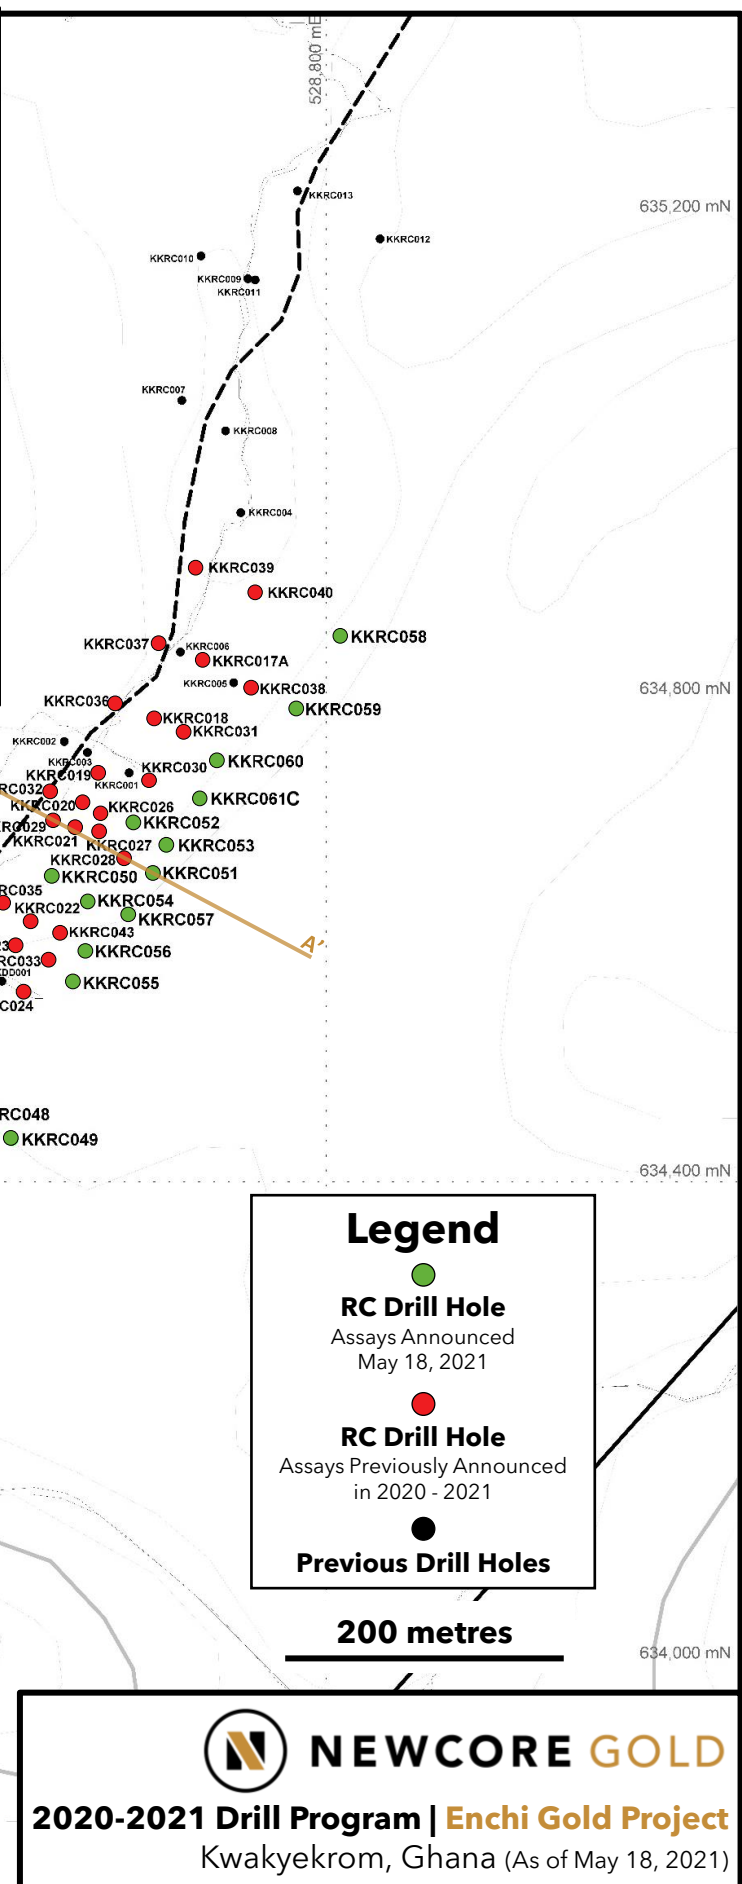 528,800 mE
KKRC013
635,200 mN
KKRC012
KKRC010
KKRC009
KKRC011
KKRC007
KKRC008
KKRC004
KKRC039
KKRC040
KKRC058
KKRC037
KKRC006
KKRC017A
KKRC005
KKRC038
634,800 mN
KKRC036
KKRC059
KKRC018
KKRC031
KKRC002
KKRC003
KKRC060
KKRC019
KKRC030
KKRC001
RC032
KKRC061C
KKRC020
KKRC026
KKRC052
RC029
KKRC021
KKRC027
KKRC053
KKRC028
KKRC050
KKRC051
RC035
KKRC022
KKRC054
KKRC057
KKRC043
23
KKRC056
RC033
DD001
KKRC055
C024
A'
RC048
KKRC049
634,400 mN
Legend
RC Drill Hole
Assays Announced
May 18, 2021
RC Drill Hole
Assays Previously Announced
in 2020 - 2021
Previous Drill Holes
200 metres
634,000 mN
N NEWCORE GOLD
2020-2021 Drill Program | Enchi Gold Project
Kwakyekrom, Ghana (As of May 18, 2021)